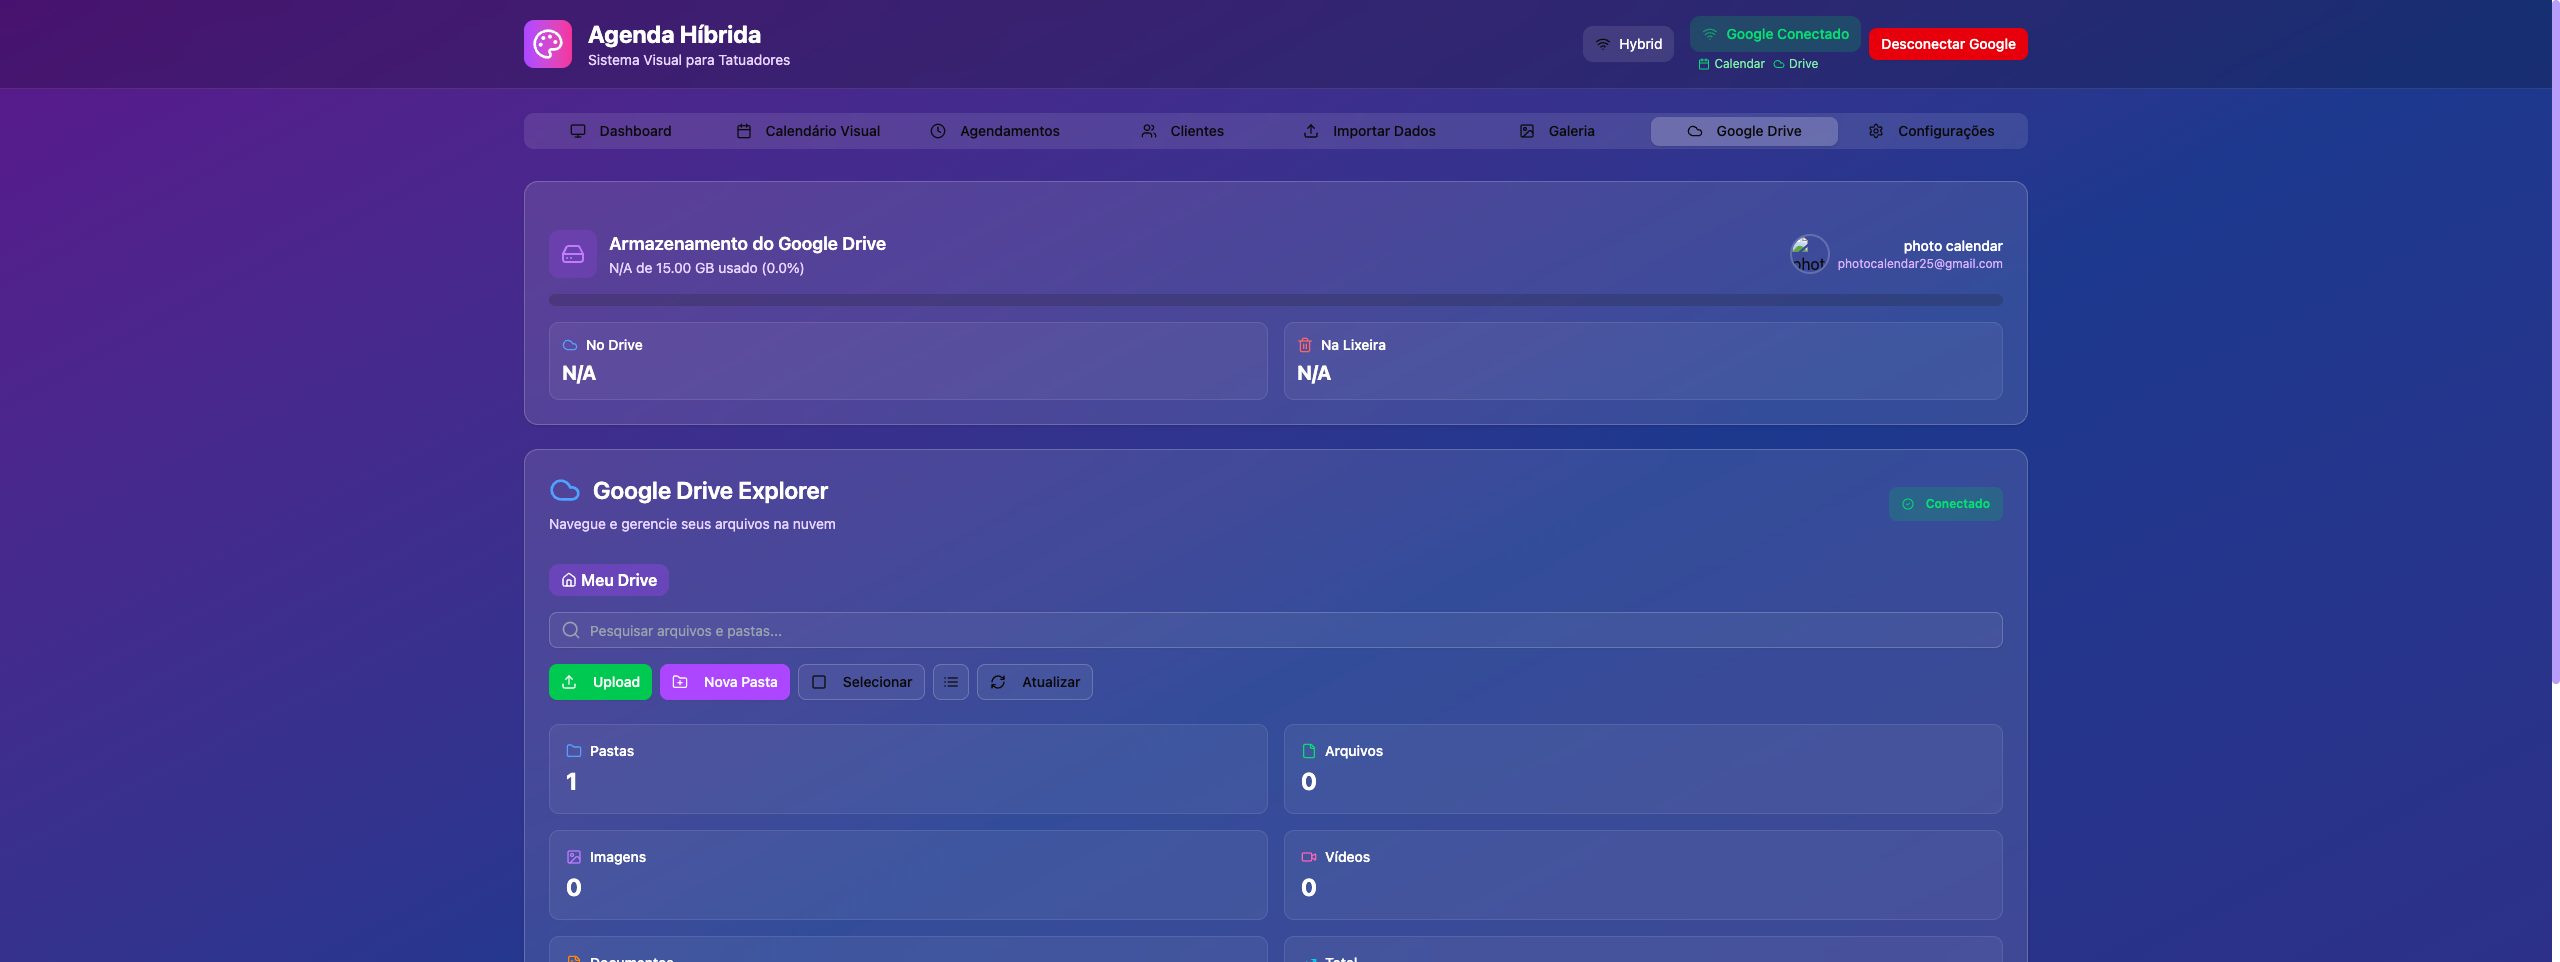 Agenda Híbrida
Sistema Visual para Tatuadores
Hybrid
Google Conectado
Calendar Drive
Desconectar Google
Dashboard Calendário Visual Agendamentos Clientes Importar Dados Galeria Google Drive Configurações
Armazenamento do Google Drive
N/A de 15.00 GB usado (0.0%)
phot
photo calendar
photocalendar25@gmail.com
No Drive
N/A
Na Lixeira
N/A
Google Drive Explorer
Navegue e gerencie seus arquivos na nuvem
Conectado
Meu Drive
Pesquisar arquivos e pastas...
Upload Nova Pasta Selecionar Atualizar
Pastas
1
Arquivos
0
Imagens
0
Vídeos
0
Documentos
Total